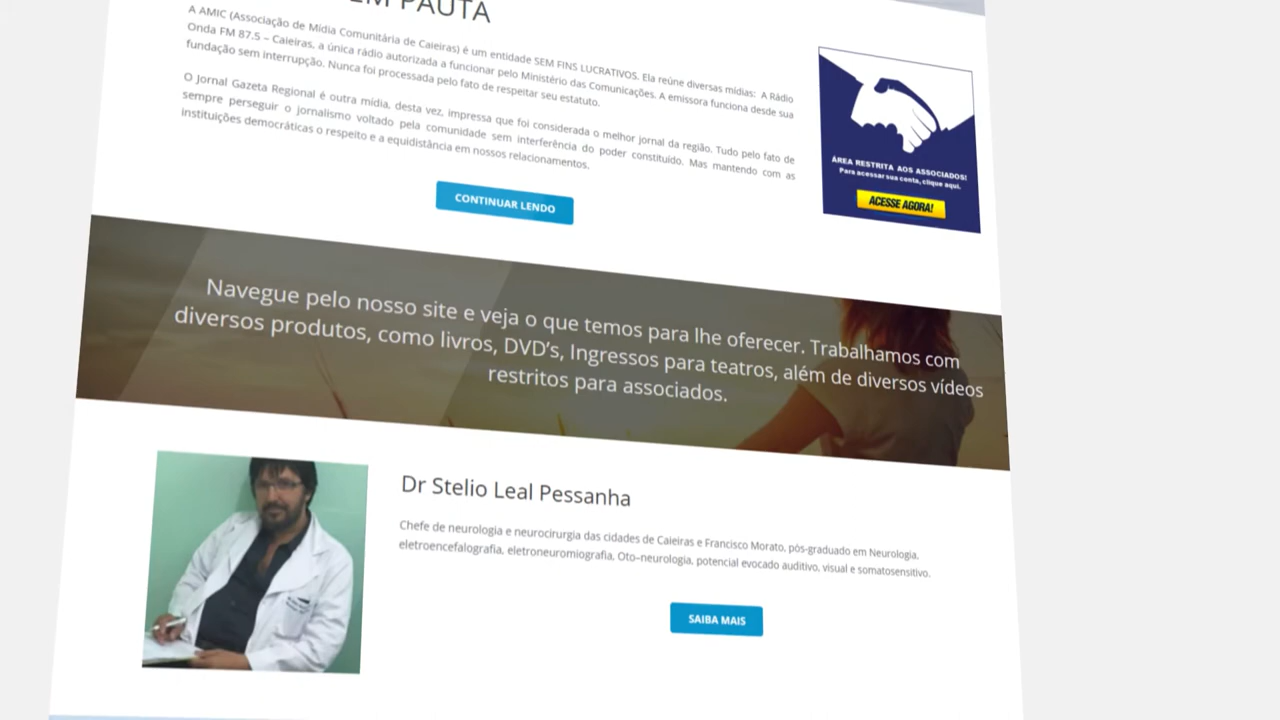 EM PAUTA
A AMIC (Associação de Mídia Comunitária de Caieiras) é um entidade SEM FINS LUCRATIVOS. Ela reúne diversas mídias: A Rádio
Onda FM 87.5 – Caieiras, a única rádio autorizada a funcionar pelo Ministério das Comunicações. A emissora funciona desde sua
fundação sem interrupção. Nunca foi processada pelo fato de respeitar seu estatuto.
O Jornal Gazeta Regional é outra mídia, desta vez, impressa que foi considerada o melhor jornal da região. Tudo pelo fato de
sempre perseguir o jornalismo voltado pela comunidade sem interferência do poder constituído. Mas mantendo com as
instituições democráticas o respeito e a equidistância em nossos relacionamentos.
CONTINUAR LENDO
ÁREA RESTRITA AOS ASSOCIADOS!
Para acessar sua conta, clique aqui.
ACESSE AGORA!
Navegue pelo nosso site e veja o que temos para lhe oferecer. Trabalhamos com
diversos produtos, como livros, DVD's, Ingressos para teatros, além de diversos vídeos
restritos para associados.
Dr Stelio Leal Pessanha
Chefe de neurologia e neurocirurgia das cidades de Caieiras e Francisco Morato, pós-graduado em Neurologia,
eletroencefalografia, eletroneuromiografia, Oto–neurologia, potencial evocado auditivo, visual e somatosensitivo.
SAIBA MAIS